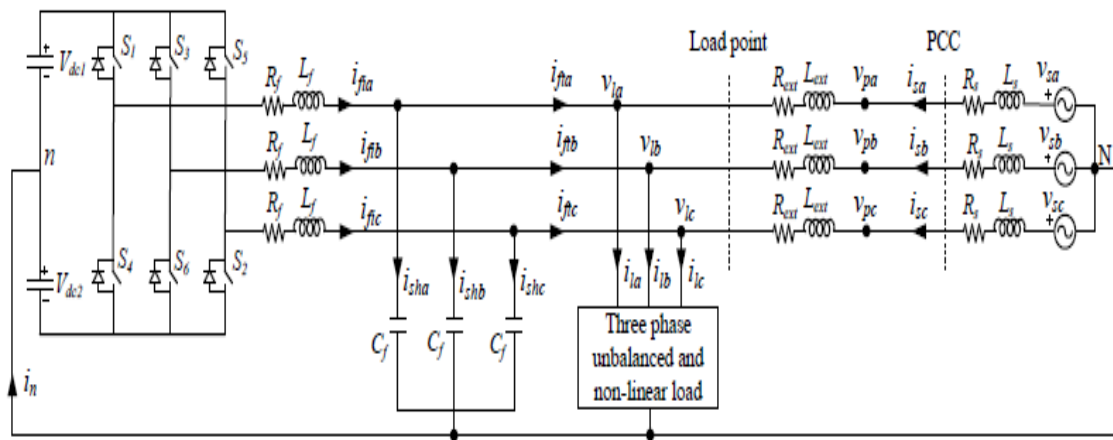 Load point
PCC
V_dc1
S_1
S_3
S_5
R_f
L_f
i_fia
i_fta
v_la
R_ext
L_ext
v_pa
i_sa
R_s
L_s
v_sa
+
n
R_f
L_f
i_fib
i_ftb
v_lb
R_ext
L_ext
v_pb
i_sb
R_s
L_s
v_sb
+
N
R_f
L_f
i_fic
i_ftc
v_lc
R_ext
L_ext
v_pc
i_sc
R_s
L_s
v_sc
+
V_dc2
S_4
S_6
S_2
i_sha
i_shb
i_shc
i_la
i_lb
i_lc
C_f
C_f
C_f
Three phase
unbalanced and
non-linear load
i_n